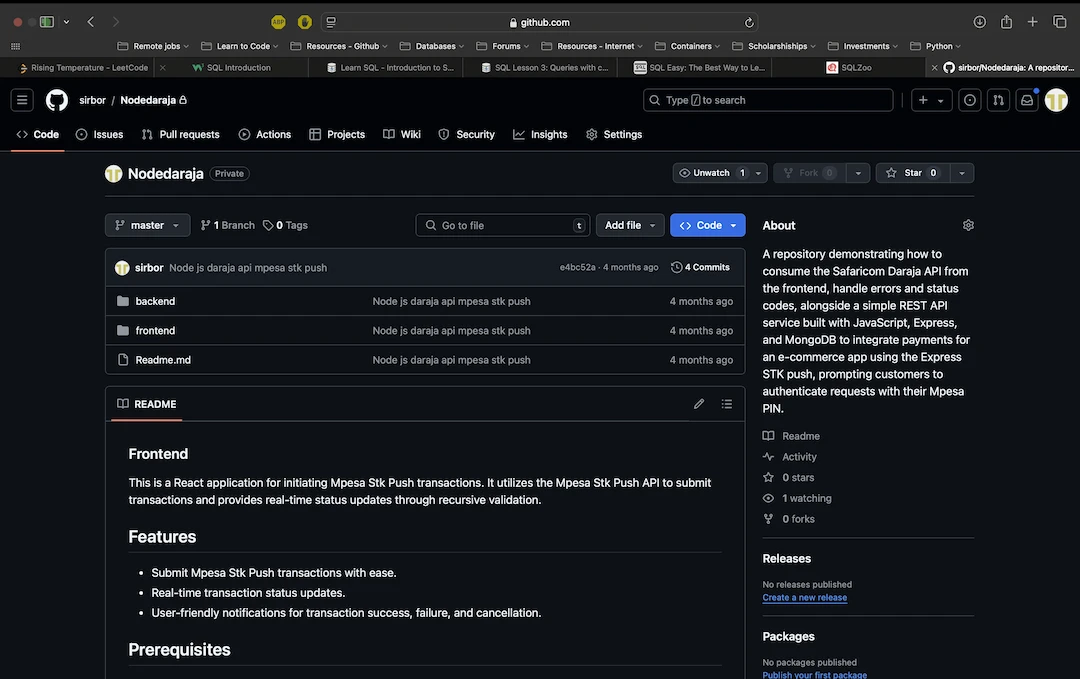 ABP
github.com
Remote jobs
Learn to Code
Resources - Github
Databases
Forums
Resources - Internet
Containers
Scholarshiphs
Investments
Python
Rising Temperature - LeetCode
SQL Introduction
Learn SQL - Introduction to S...
SQL Lesson 3: Queries with c...
SQL Easy: The Best Way to Le...
SQLZoo
sirbor/Nodedaraja: A repositor...
sirbor / Nodedaraja
Type / to search
Code
Issues
Pull requests
Actions
Projects
Wiki
Security
Insights
Settings
Nodedaraja Private
Unwatch 1
Fork 0
Star 0
master
1 Branch
0 Tags
Go to file t
Add file
Code
sirbor Node js daraja api mpesa stk push e4bc52a · 4 months ago 4 Commits
backend Node js daraja api mpesa stk push 4 months ago
frontend Node js daraja api mpesa stk push 4 months ago
Readme.md Node js daraja api mpesa stk push 4 months ago
README
Frontend
This is a React application for initiating Mpesa Stk Push transactions. It utilizes the Mpesa Stk Push API to submit
transactions and provides real-time status updates through recursive validation.
Features
• Submit Mpesa Stk Push transactions with ease.
• Real-time transaction status updates.
• User-friendly notifications for transaction success, failure, and cancellation.
Prerequisites
About
A repository demonstrating how to
consume the Safaricom Daraja API from
the frontend, handle errors and status
codes, alongside a simple REST API
service built with JavaScript, Express,
and MongoDB to integrate payments for
an e-commerce app using the Express
STK push, prompting customers to
authenticate requests with their Mpesa
PIN.
Readme
Activity
0 stars
1 watching
0 forks
Releases
No releases published
Create a new release
Packages
No packages published
Publish your first package